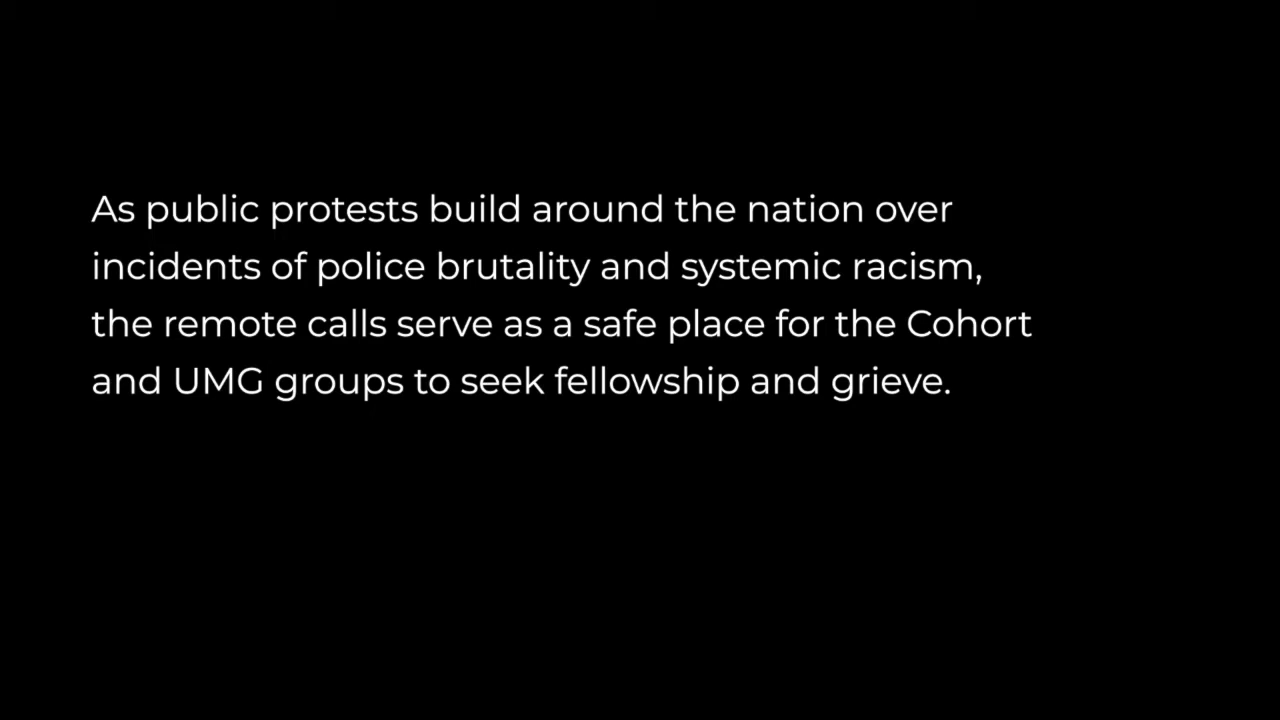 As public protests build around the nation over
incidents of police brutality and systemic racism,
the remote calls serve as a safe place for the Cohort
and UMG groups to seek fellowship and grieve.